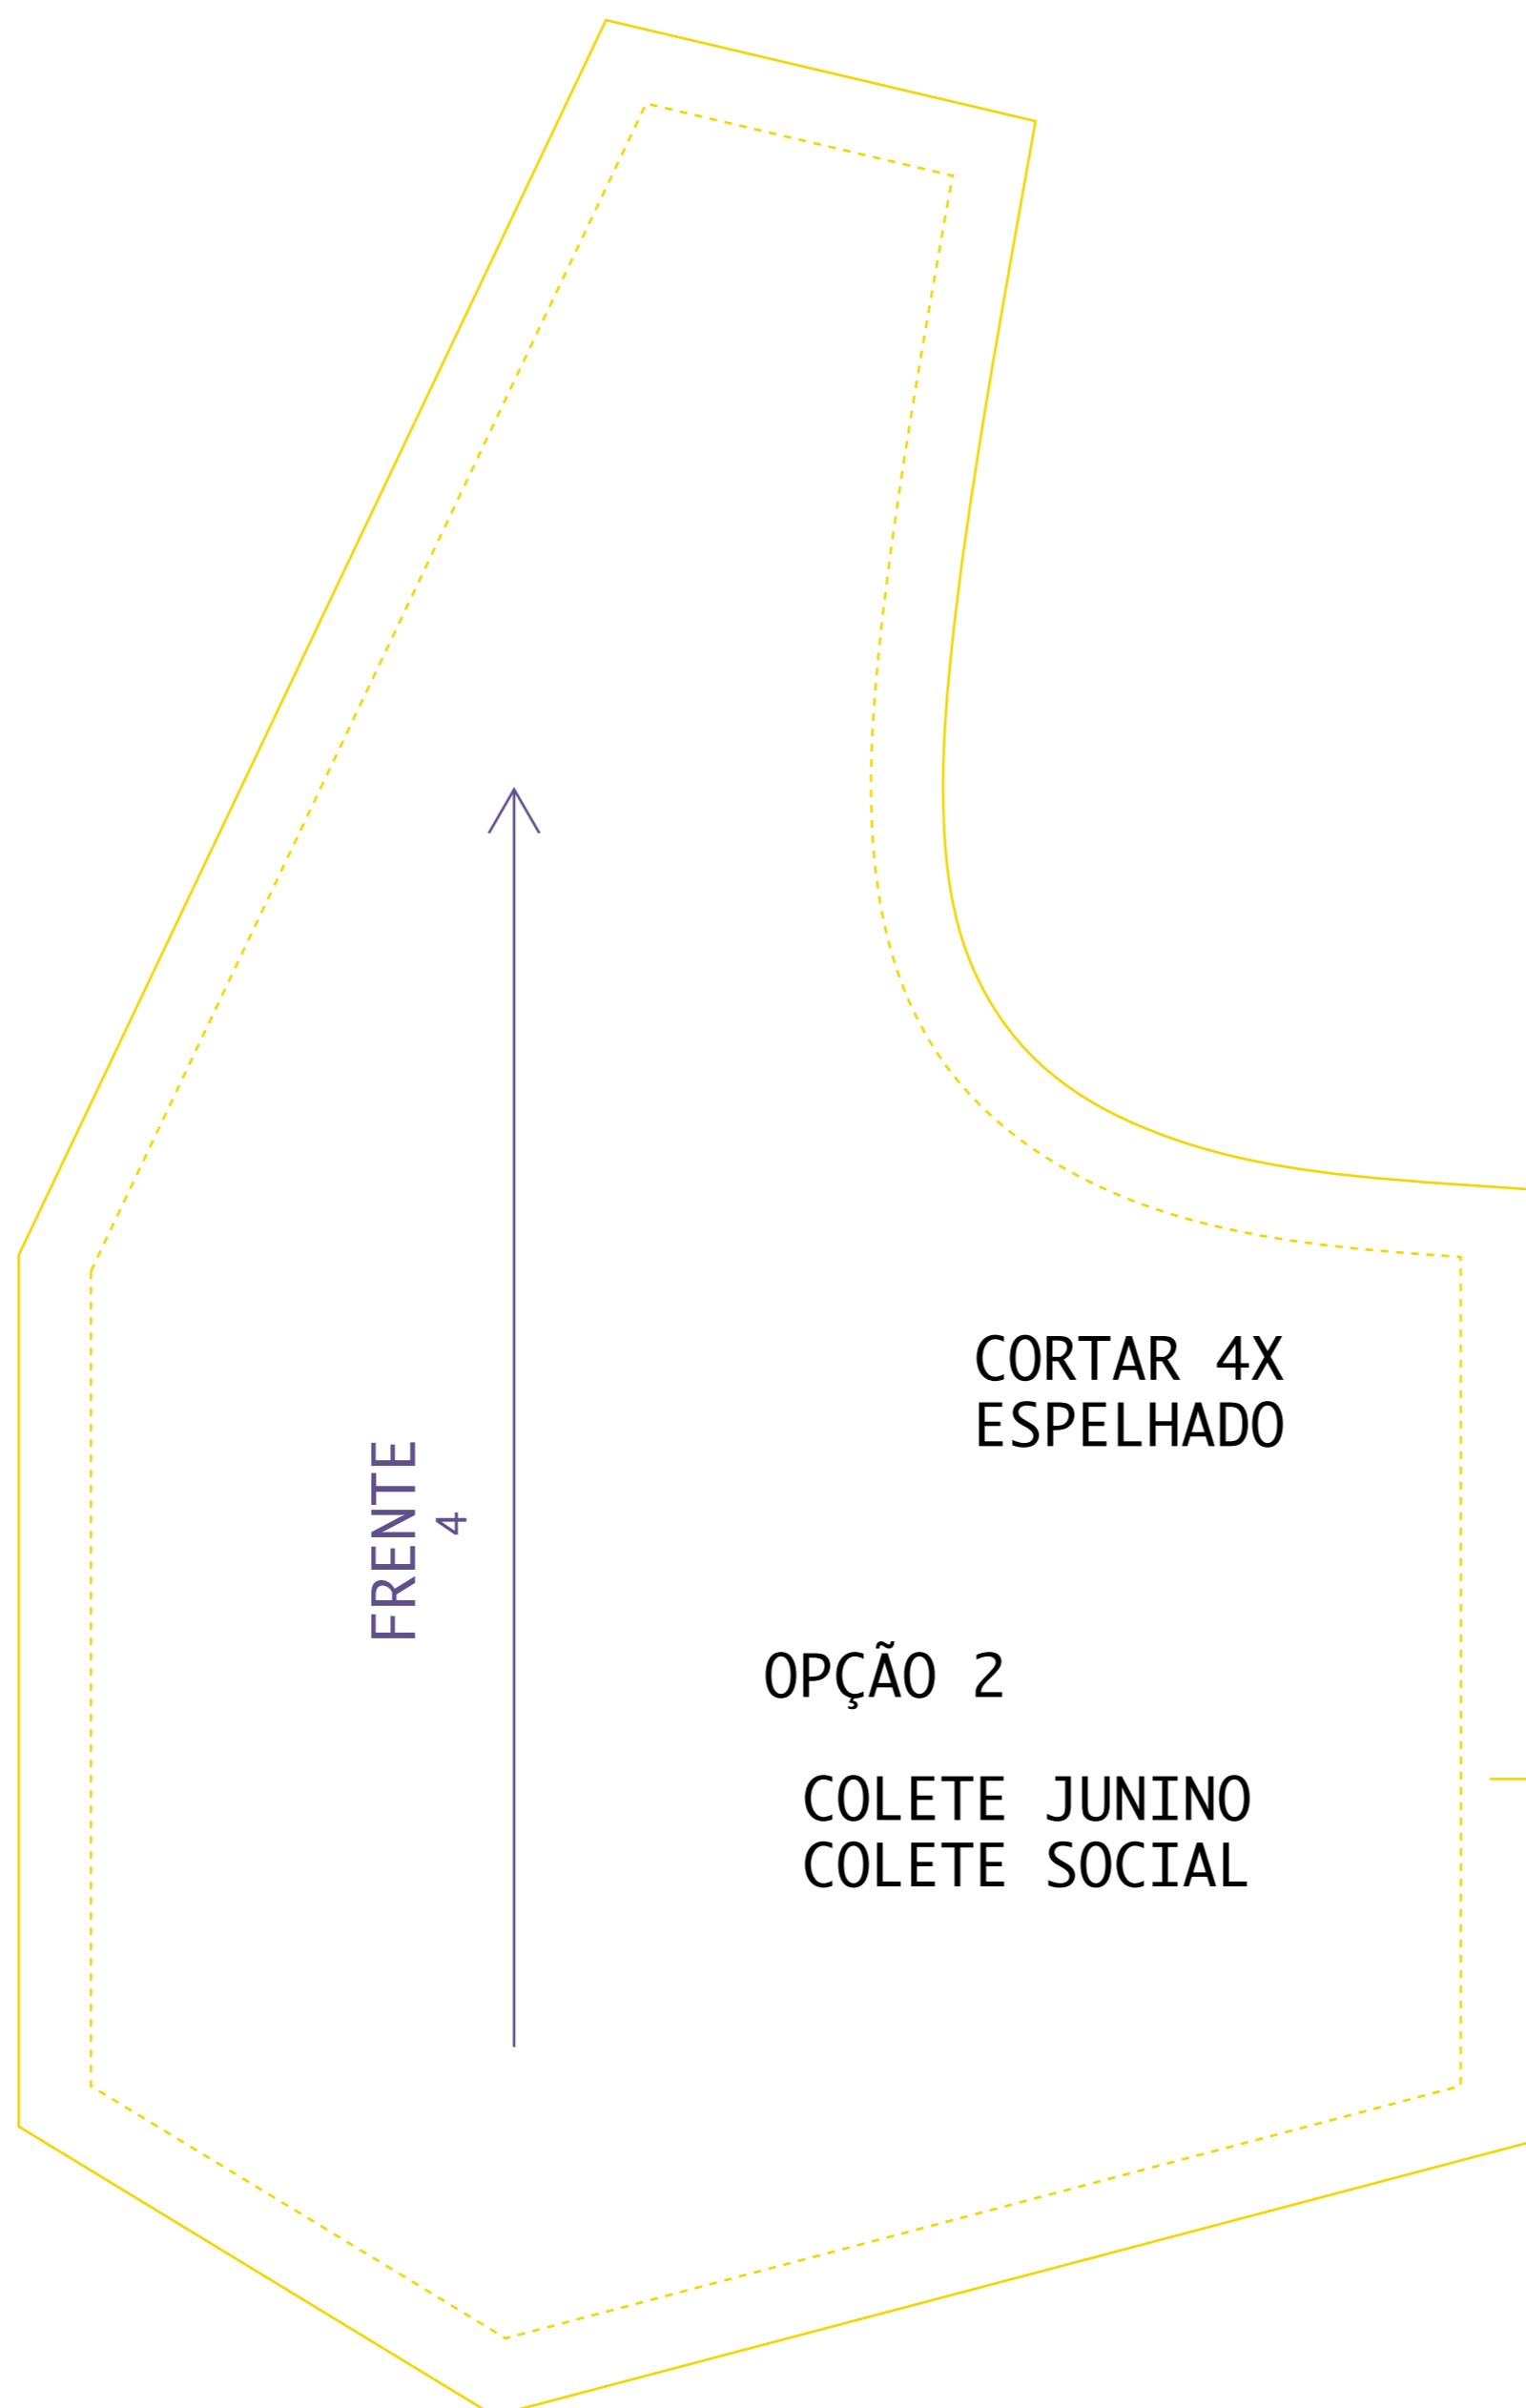 CORTAR 4X
ESPELHADO
FRENTE
4
OPÇÃO 2
COLETE JUNINO
COLETE SOCIAL